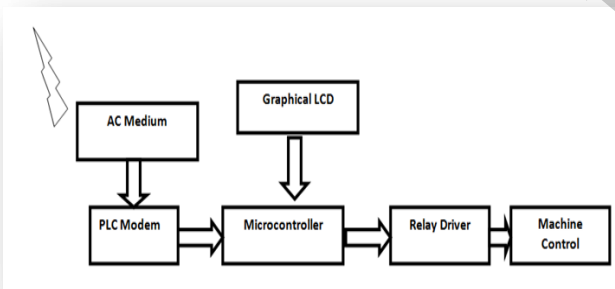 Graphical LCD
AC Medium
PLC Modem
Microcontroller
Relay Driver
Machine
Control